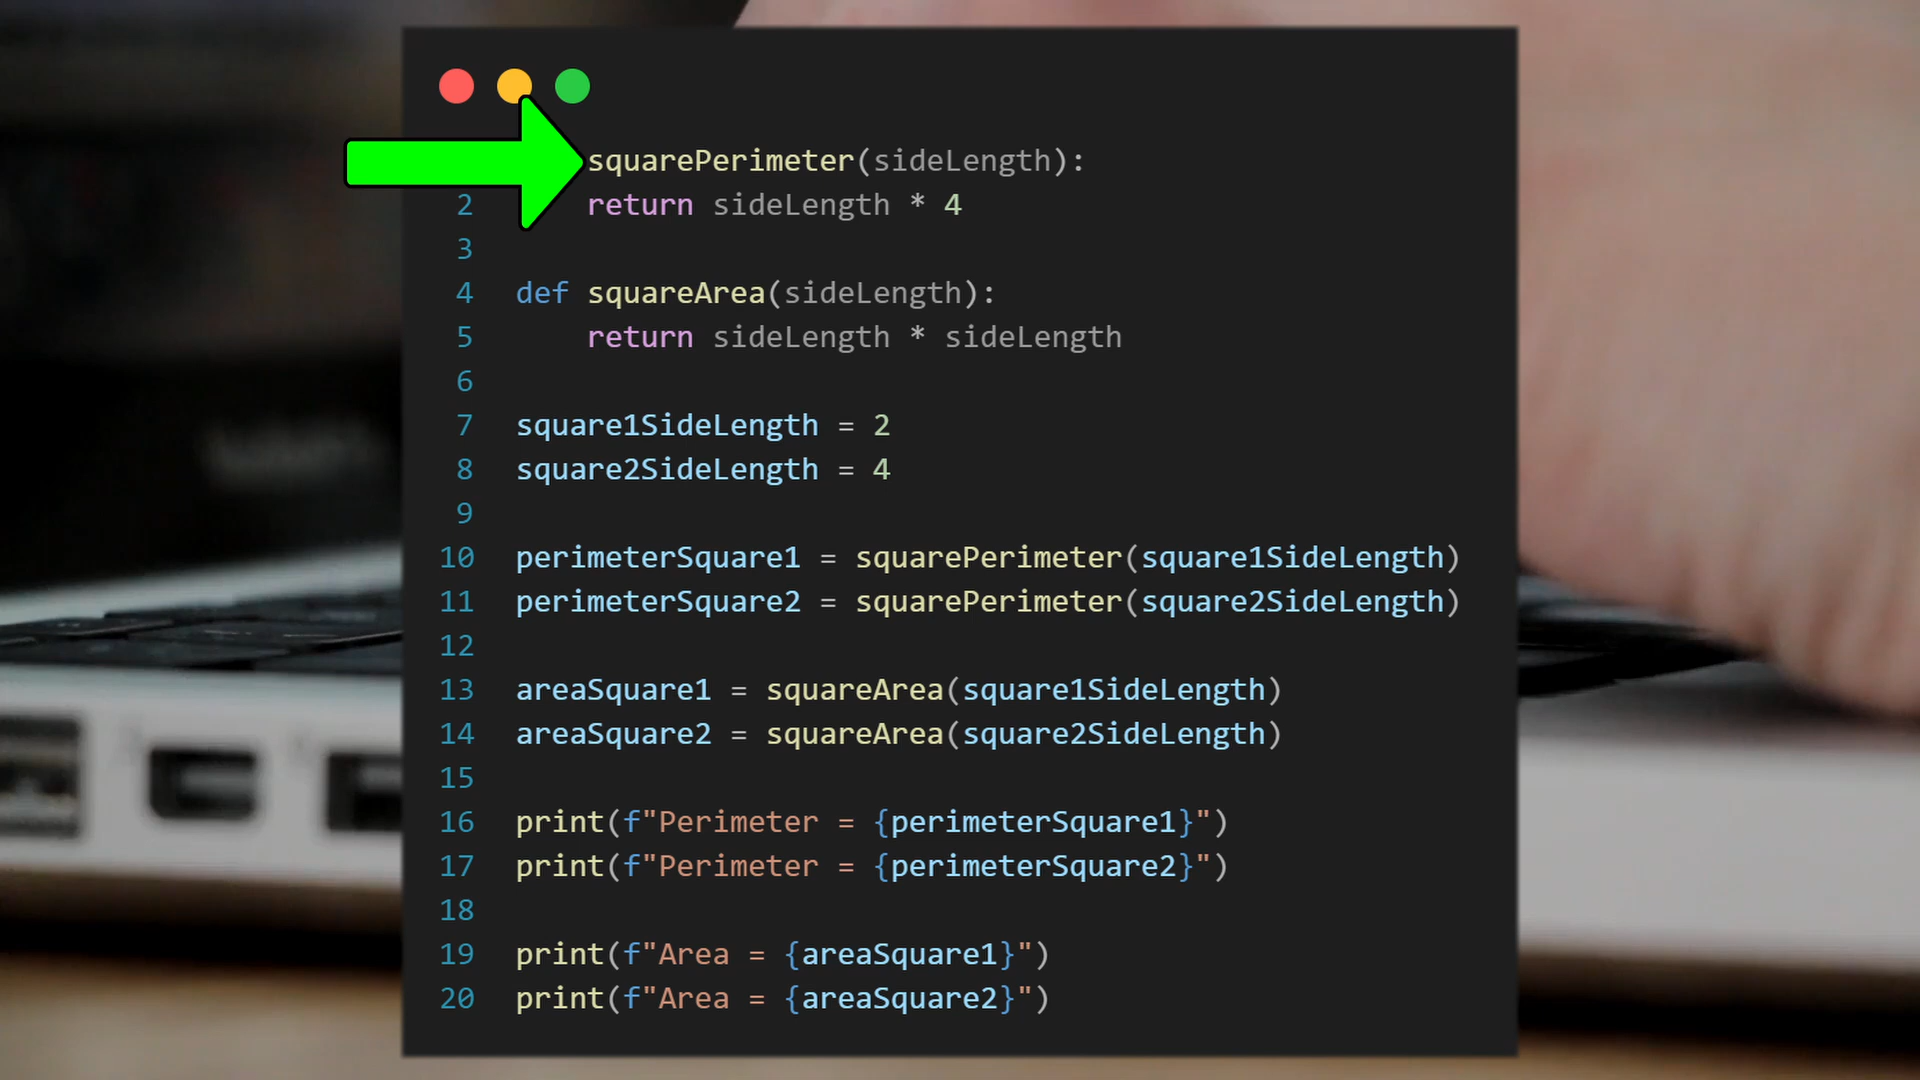 squarePerimeter(sideLength):
2 return sideLength * 4
3
4 def squareArea(sideLength):
5 return sideLength * sideLength
6
7 square1SideLength = 2
8 square2SideLength = 4
9
10 perimeterSquare1 = squarePerimeter(square1SideLength)
11 perimeterSquare2 = squarePerimeter(square2SideLength)
12
13 areaSquare1 = squareArea(square1SideLength)
14 areaSquare2 = squareArea(square2SideLength)
15
16 print(f"Perimeter = {perimeterSquare1}")
17 print(f"Perimeter = {perimeterSquare2}")
18
19 print(f"Area = {areaSquare1}")
20 print(f"Area = {areaSquare2}")